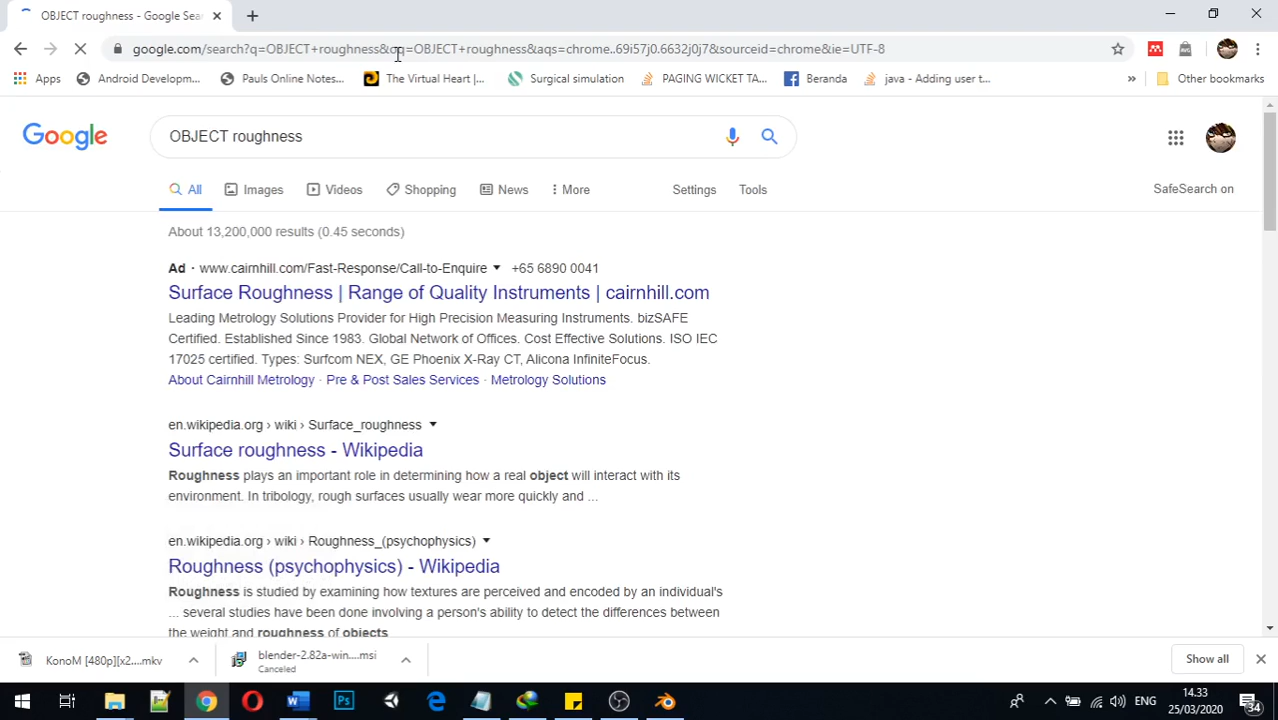 OBJECT roughness - Google Sear
google.com/search?q=OBJECT+roughness&oq=OBJECT+roughness&aqs=chrome..69i57j0.6632j0j7&sourceid=chrome&ie=UTF-8
Apps Android Developm... Pauls Online Notes... The Virtual Heart |... Surgical simulation PAGING WICKET TA... Beranda java - Adding user t... » Other bookmarks
Google OBJECT roughness
All Images Videos Shopping News More Settings Tools SafeSearch on
About 13,200,000 results (0.45 seconds)
Ad · www.cairnhill.com/Fast-Response/Call-to-Enquire +65 6890 0041
Surface Roughness | Range of Quality Instruments | cairnhill.com
Leading Metrology Solutions Provider for High Precision Measuring Instruments. bizSAFE
Certified. Established Since 1983. Global Network of Offices. Cost Effective Solutions. ISO IEC
17025 certified. Types: Surfcom NEX, GE Phoenix X-Ray CT, Alicona InfiniteFocus.
About Cairnhill Metrology · Pre & Post Sales Services · Metrology Solutions
en.wikipedia.org › wiki › Surface_roughness
Surface roughness - Wikipedia
Roughness plays an important role in determining how a real object will interact with its
environment. In tribology, rough surfaces usually wear more quickly and ...
en.wikipedia.org › wiki › Roughness_(psychophysics)
Roughness (psychophysics) - Wikipedia
Roughness is studied by examining how textures are perceived and encoded by an individual's
... several studies have been done involving a person's ability to detect the differences between
the weight and roughness of objects
KonoM [480p][x2....mkv blender-2.82a-win....msi Show all
Canceled
ENG 14.33
25/03/2020 34